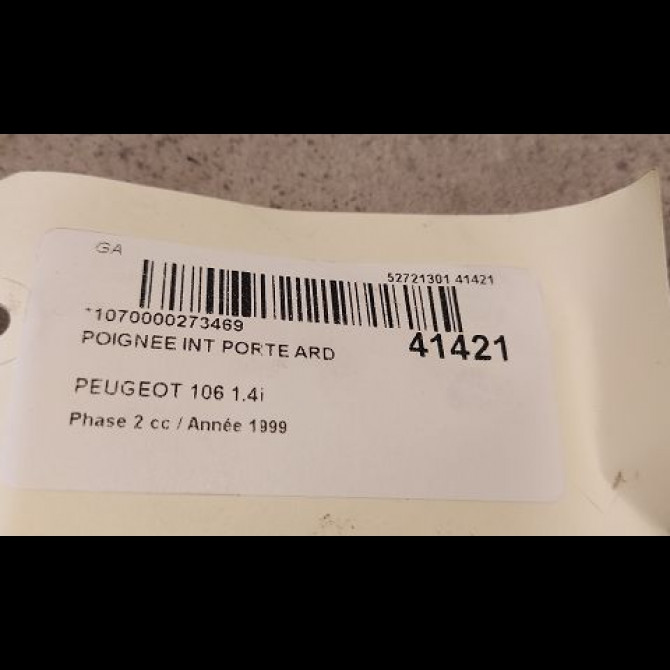 GA
52721301 41421
*1070000273469
41421
POIGNEE INT PORTE ARD
PEUGEOT 106 1.4i
Phase 2 cc / Année 1999